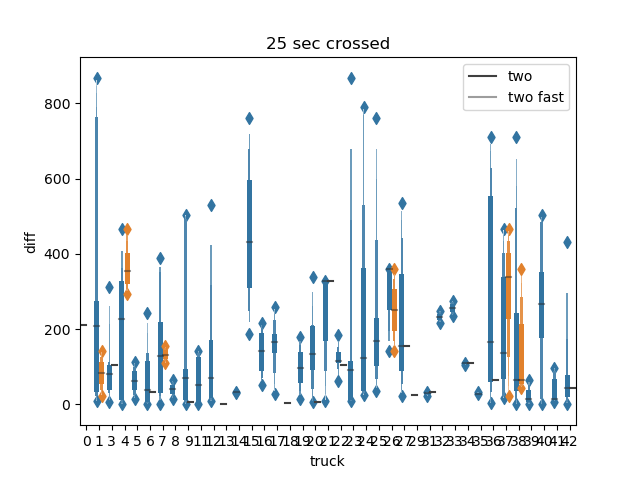 25 sec crossed
two
two fast
800
600
400
200
0
diff
0 1 3 4 5 6 7 8 9 11 12 13 14 15 16 17 18 19 20 21 22 23 24 25 26 27 29 31 32 33 34 35 36 37 38 39 40 41 42
truck